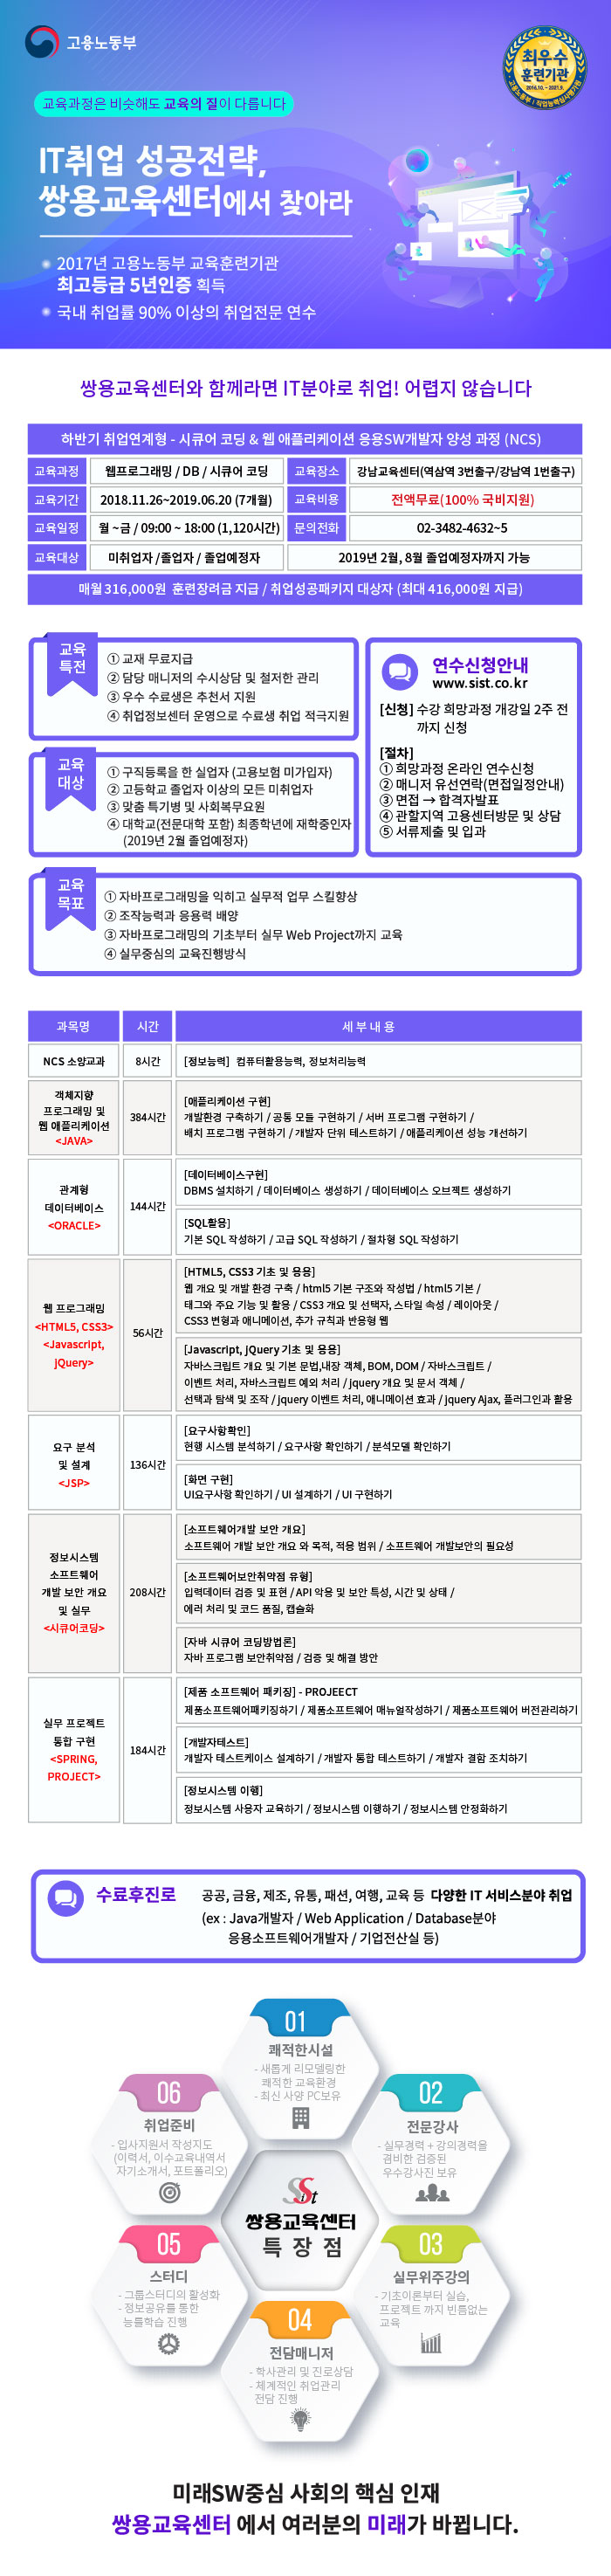 고용노동부
최우수
훈련기관
2016.10. ~ 2021.9.
교육과정은 비슷해도 교육의 질이 다릅니다
IT취업 성공전략,
쌍용교육센터에서 찾아라
2017년 고용노동부 교육훈련기관
최고등급 5년인증 획득
국내 취업률 90% 이상의 취업전문 연수
쌍용교육센터와 함께라면 IT분야로 취업! 어렵지 않습니다
하반기 취업연계형 - 시큐어 코딩 & 웹 애플리케이션 응용SW개발자 양성 과정 (NCS)
교육과정 웹프로그래밍 / DB / 시큐어 코딩 교육장소 강남교육센터(역삼역 3번출구/강남역 1번출구)
교육기간 2018.11.26~2019.06.20 (7개월) 교육비용 전액무료(100% 국비지원)
교육일정 월 ~금 / 09:00 ~ 18:00 (1,120시간) 문의전화 02-3482-4632~5
교육대상 미취업자 /졸업자 / 졸업예정자 2019년 2월, 8월 졸업예정자까지 가능
매월 316,000원 훈련장려금 지급 / 취업성공패키지 대상자 (최대 416,000원 지급)
교육
특전
① 교재 무료지급
② 담당 매니저의 수시상담 및 철저한 관리
③ 우수 수료생은 추천서 지원
④ 취업정보센터 운영으로 수료생 취업 적극지원
교육
대상
① 구직등록을 한 실업자 (고용보험 미가입자)
② 고등학교 졸업자 이상의 모든 미취업자
③ 맞춤 특기병 및 사회복무요원
④ 대학교(전문대학 포함) 최종학년에 재학중인자
(2019년 2월 졸업예정자)
연수신청안내
www.sist.co.kr
[신청] 수강 희망과정 개강일 2주 전
까지 신청
[절차]
① 희망과정 온라인 연수신청
② 매니저 유선연락(면접일정안내)
③ 면접 → 합격자발표
④ 관할지역 고용센터방문 및 상담
⑤ 서류제출 및 입과
교육
목표
① 자바프로그래밍을 익히고 실무적 업무 스킬향상
② 조작능력과 응용력 배양
③ 자바프로그래밍의 기초부터 실무 Web Project까지 교육
④ 실무중심의 교육진행방식
과목명 시간 세 부 내 용
NCS 소양교과 8시간 [정보능력] 컴퓨터활용능력, 정보처리능력
객체지향
프로그래밍 및
웹 애플리케이션
<JAVA>
384시간
[애플리케이션 구현]
개발환경 구축하기 / 공통 모듈 구현하기 / 서버 프로그램 구현하기 /
배치 프로그램 구현하기 / 개발자 단위 테스트하기 / 애플리케이션 성능 개선하기
관계형
데이터베이스
<ORACLE>
144시간
[데이터베이스구현]
DBMS 설치하기 / 데이터베이스 생성하기 / 데이터베이스 오브젝트 생성하기
[SQL활용]
기본 SQL 작성하기 / 고급 SQL 작성하기 / 절차형 SQL 작성하기
웹 프로그래밍
<HTML5, CSS3>
<Javascript,
jQuery>
56시간
[HTML5, CSS3 기초 및 응용]
웹 개요 및 개발 환경 구축 / html5 기본 구조와 작성법 / html5 기본 /
태그와 주요 기능 및 활용 / CSS3 개요 및 선택자, 스타일 속성 / 레이아웃 /
CSS3 변형과 애니메이션, 추가 규칙과 반응형 웹
[Javascript, jQuery 기초 및 응용]
자바스크립트 개요 및 기본 문법,내장 객체, BOM, DOM / 자바스크립트 /
이벤트 처리, 자바스크립트 예외 처리 / jquery 개요 및 문서 객체 /
선택과 탐색 및 조작 / jquery 이벤트 처리, 애니메이션 효과 / jquery Ajax, 플러그인과 활용
요구 분석
및 설계
<JSP>
136시간
[요구사항확인]
현행 시스템 분석하기 / 요구사항 확인하기 / 분석모델 확인하기
[화면 구현]
UI요구사항 확인하기 / UI 설계하기 / UI 구현하기
정보시스템
소프트웨어
개발 보안 개요
및 실무
<시큐어코딩>
208시간
[소프트웨어개발 보안 개요]
소프트웨어 개발 보안 개요 와 목적, 적용 범위 / 소프트웨어 개발보안의 필요성
[소프트웨어보안취약점 유형]
입력데이터 검증 및 표현 / API 악용 및 보안 특성, 시간 및 상태 /
에러 처리 및 코드 품질, 캡슐화
[자바 시큐어 코딩방법론]
자바 프로그램 보안취약점 / 검증 및 해결 방안
실무 프로젝트
통합 구현
<SPRING,
PROJECT>
184시간
[제품 소프트웨어 패키징] - PROJEECT
제품소프트웨어패키징하기 / 제품소프트웨어 매뉴얼작성하기 / 제품소프트웨어 버전관리하기
[개발자테스트]
개발자 테스트케이스 설계하기 / 개발자 통합 테스트하기 / 개발자 결함 조치하기
[정보시스템 이행]
정보시스템 사용자 교육하기 / 정보시스템 이행하기 / 정보시스템 안정화하기
수료후진로
공공, 금융, 제조, 유통, 패션, 여행, 교육 등 다양한 IT 서비스분야 취업
(ex : Java개발자 / Web Application / Database분야
응용소프트웨어개발자 / 기업전산실 등)
01
쾌적한시설
- 새롭게 리모델링한
쾌적한 교육환경
- 최신 사양 PC보유
02
전문강사
- 실무경력 + 강의경력을
겸비한 검증된
우수강사진 보유
03
실무위주강의
- 기초이론부터 실습,
프로젝트 까지 빈틈없는
교육
04
전담매니저
- 학사관리 및 진로상담
- 체계적인 취업관리
전담 진행
05
스터디
- 그룹스터디의 활성화
- 정보공유를 통한
능률학습 진행
06
취업준비
- 입사지원서 작성지도
(이력서, 이수교육내역서
자기소개서, 포트폴리오)
SSist
쌍용교육센터
특 장 점
미래SW중심 사회의 핵심 인재
쌍용교육센터 에서 여러분의 미래가 바뀝니다.